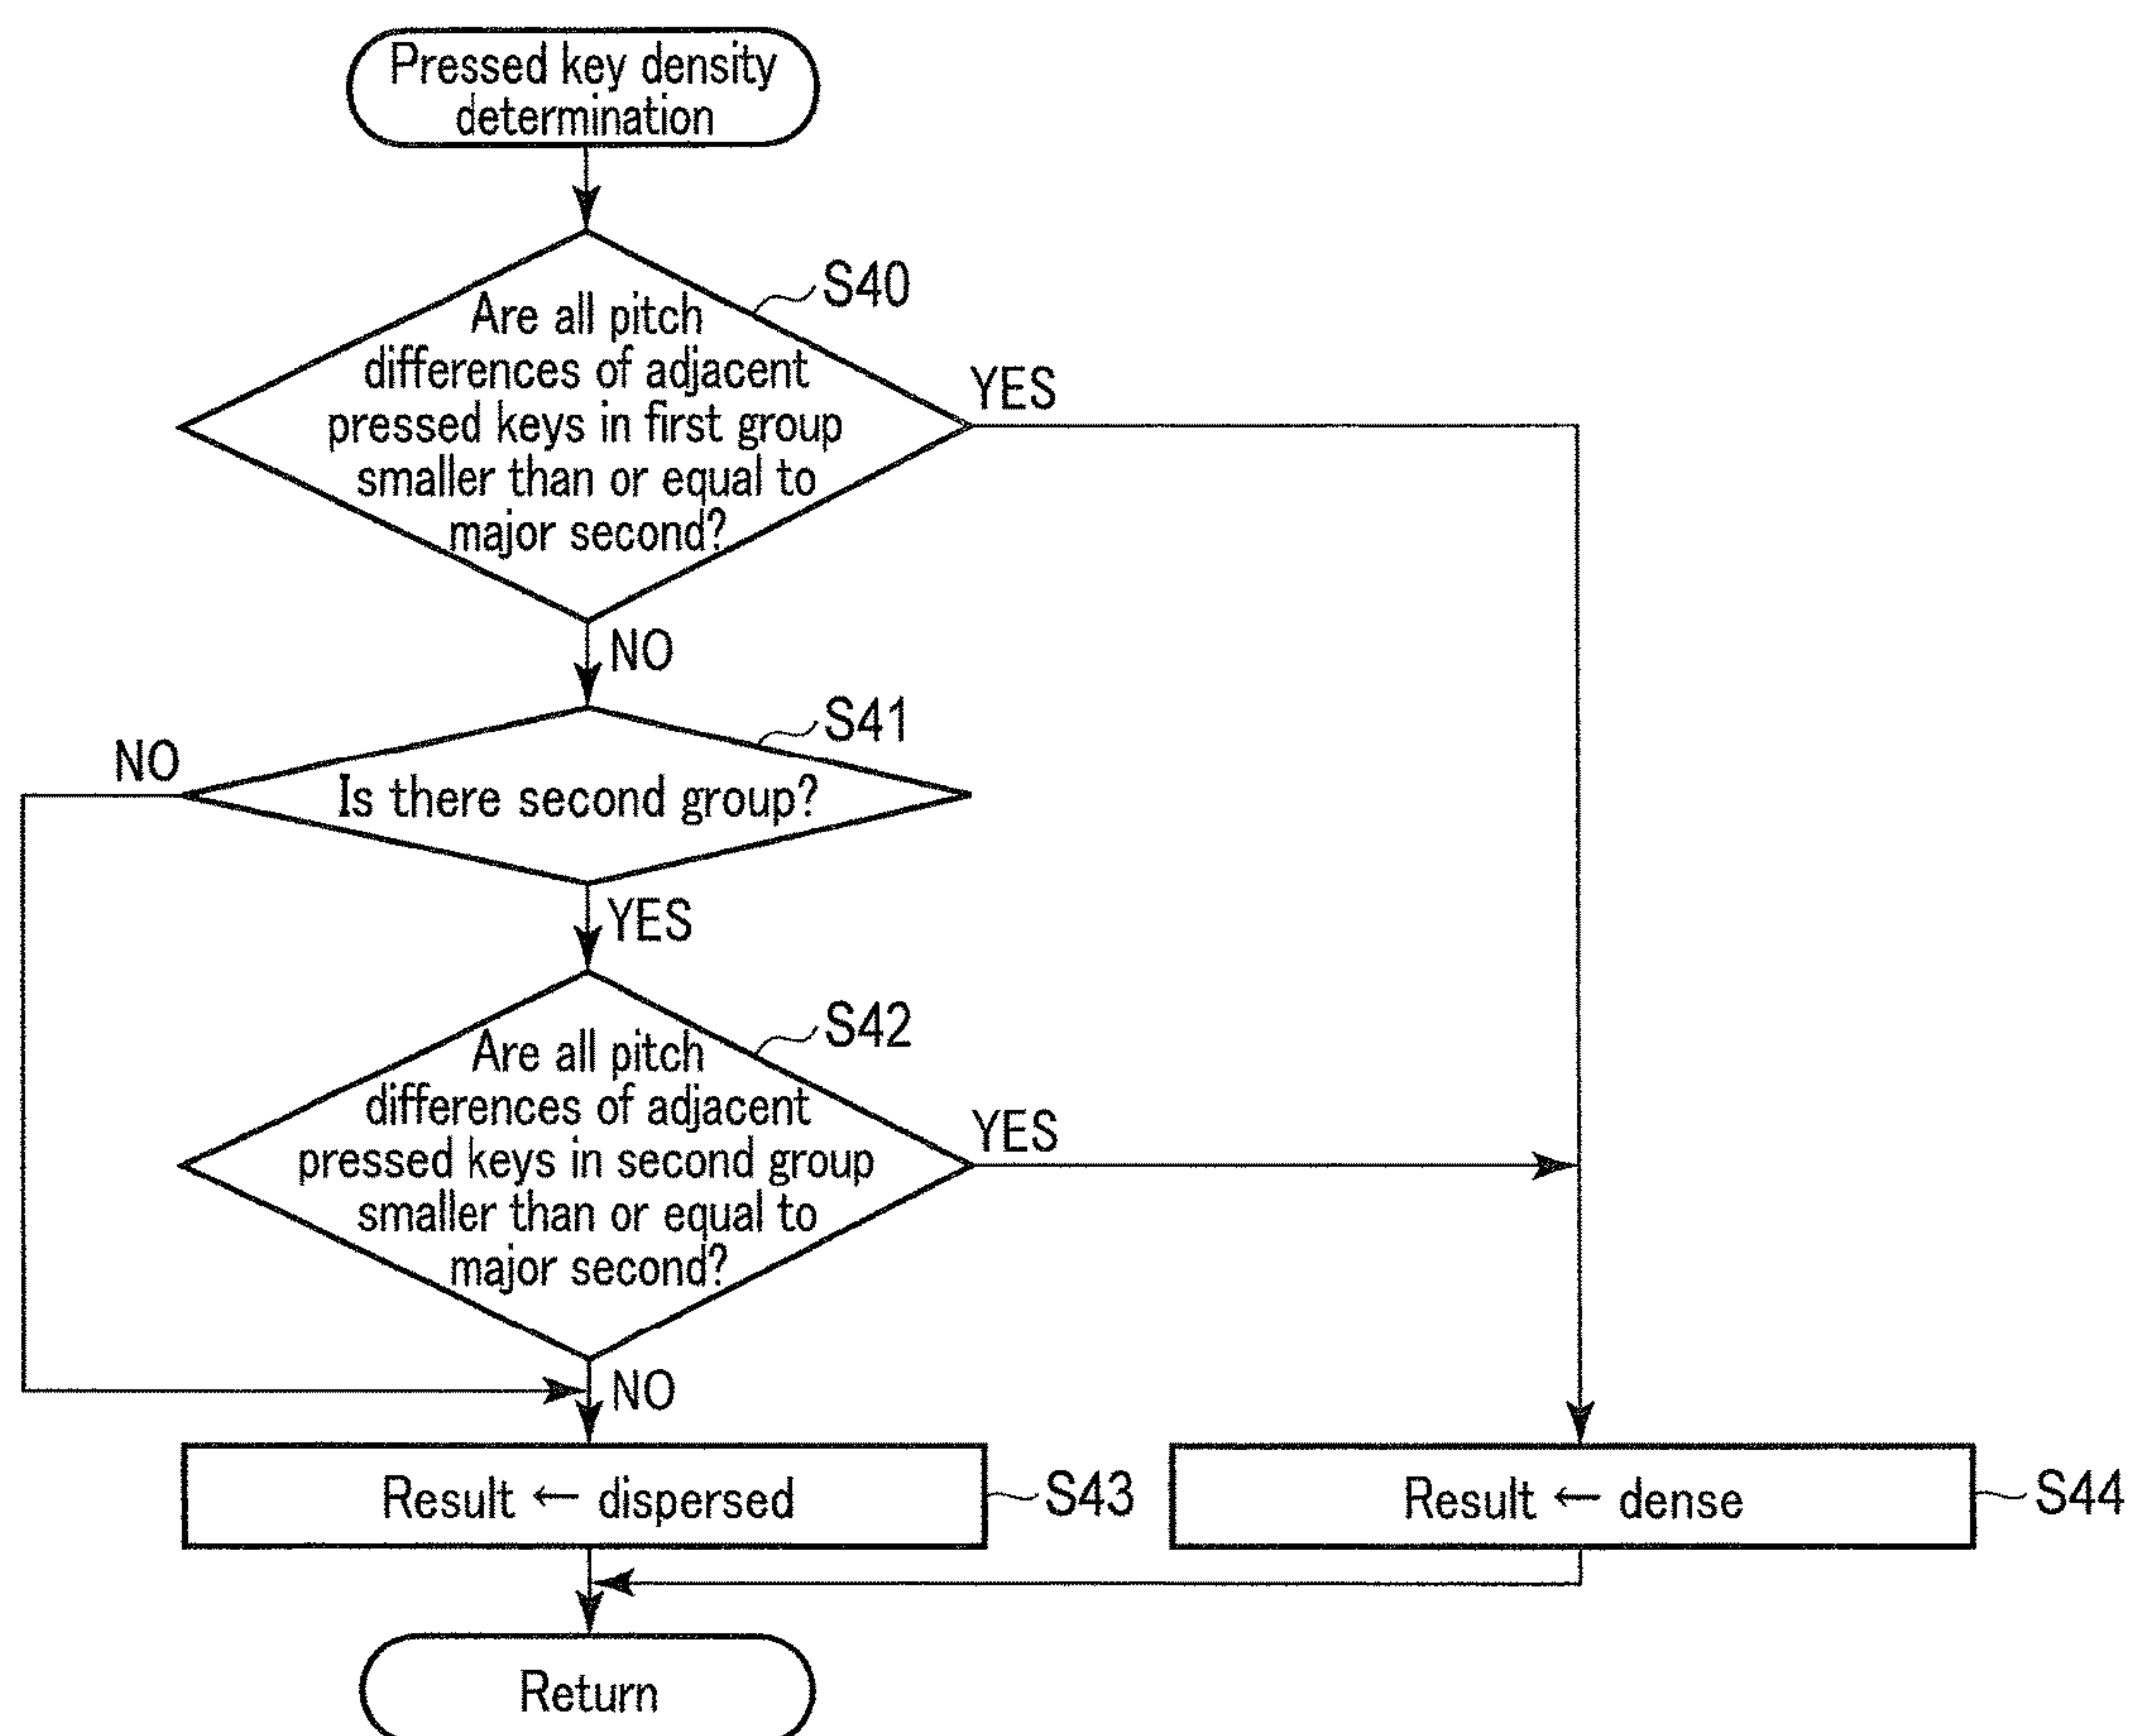 Pressed key density
determination
S40
Are all pitch
differences of adjacent
pressed keys in first group
smaller than or equal to
major second?
YES
NO
S41
NO
Is there second group?
YES
S42
Are all pitch
differences of adjacent
pressed keys in second group
smaller than or equal to
major second?
YES
NO
Result ← dispersed
S43
Result ← dense
S44
Return